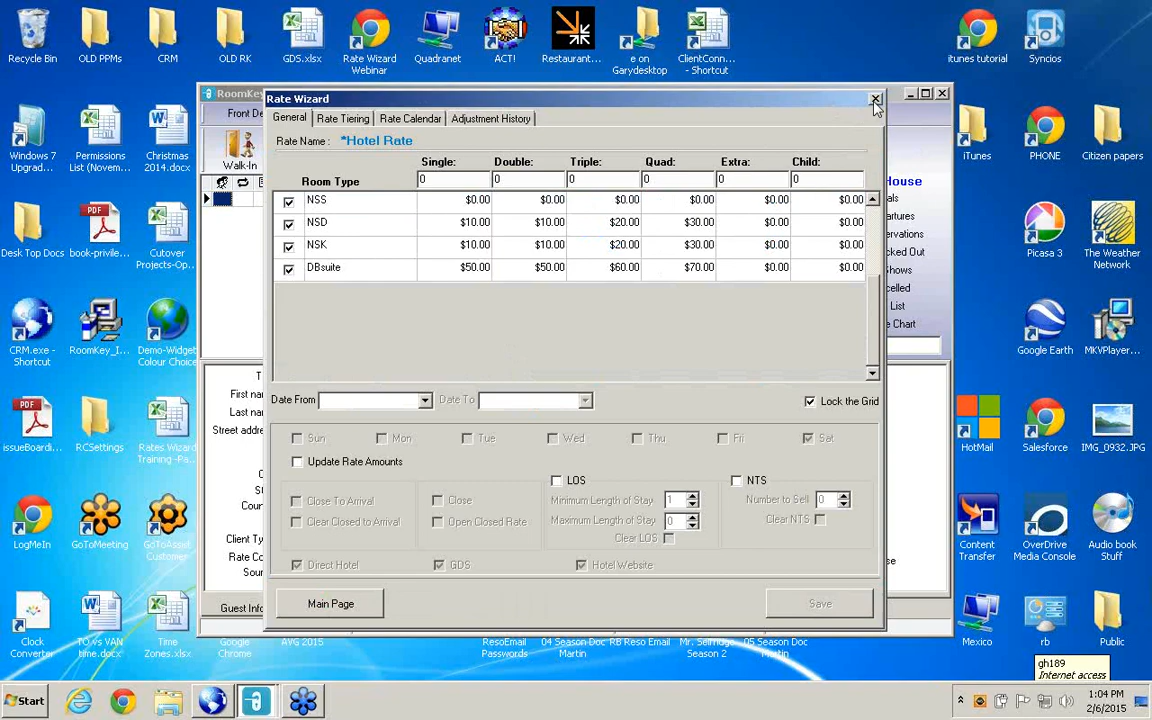 Recycle Bin
OLD PPMs
CRM
OLD RK
GDS.xlsx
Rate Wizard
Webinar
Quadranet
ACT!
Restaurant...
e on
Garydesktop
ClientConn...
- Shortcut
itunes tutorial
Syncios
Windows 7
Upgrad...
Permissions
List (Novem...
Christmas
2014.docx
iTunes
PHONE
Citizen papers
Desk Top Docs
book-privile...
Cutover
Projects-Op...
Picasa 3
The Weather
Network
CRM.exe -
Shortcut
RoomKey_I...
Demo-Widget
Colour Choice
Google Earth
MKVPlayer...
issueBoardi...
RCSettings
Rates Wizard
Training -Pa...
HotMail
Salesforce
IMG_0932.JPG
LogMeIn
GoToMeeting
GoToAssist
Customer
Content
Transfer
OverDrive
Media Console
Audio book
Stuff
Clock
Converter
TO vs VAN
time.docx
Time
Zones.xlsx
Google
Chrome
AVG 2015
ResoEmail
Passwords
04 Season Doc
Martin
RB Reso Email
Mr. Selfridge
Season 2
05 Season Doc
Martin
Mexico
rb
Public
RoomKey
Front De
Walk-In
House
als
artures
ervations
cked Out
Shows
celled
List
e Chart
T
First na
Last na
Street addre
C
S
Cour
Client Ty
Rate Co
Sou
se
Guest Info
Rate Wizard
General
Rate Tiering
Rate Calendar
Adjustment History
Rate Name : *Hotel Rate
Room Type Single: Double: Triple: Quad: Extra: Child:
0 0 0 0 0 0
NSS $0.00 $0.00 $0.00 $0.00 $0.00 $0.00
NSD $10.00 $10.00 $20.00 $30.00 $0.00 $0.00
NSK $10.00 $10.00 $20.00 $30.00 $0.00 $0.00
DBsuite $50.00 $50.00 $60.00 $70.00 $0.00 $0.00
Date From Date To Lock the Grid
Sun Mon Tue Wed Thu Fri Sat
Update Rate Amounts
LOS
NTS
Close To Arrival Close Minimum Length of Stay 1 Number to Sell 0
Clear Closed to Arrival Open Closed Rate Maximum Length of Stay 0 Clear NTS
Clear LOS
Direct Hotel GDS Hotel Website
Main Page Save
gh189
Internet access
Start
1:04 PM
2/6/2015